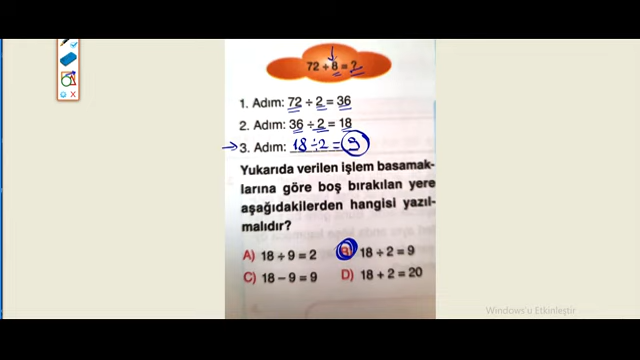 72 ÷ 8 = ?
1. Adım: 72 ÷ 2 = 36
2. Adım: 36 ÷ 2 = 18
3. Adım: 18 ÷ 2 = 9
Yukarıda verilen işlem basamak-
larına göre boş bırakılan yere
aşağıdakilerden hangisi yazıl-
malıdır?
A) 18 ÷ 9 = 2 B) 18 ÷ 2 = 9
C) 18 – 9 = 9 D) 18 + 2 = 20
Windows'u Etkinleştir